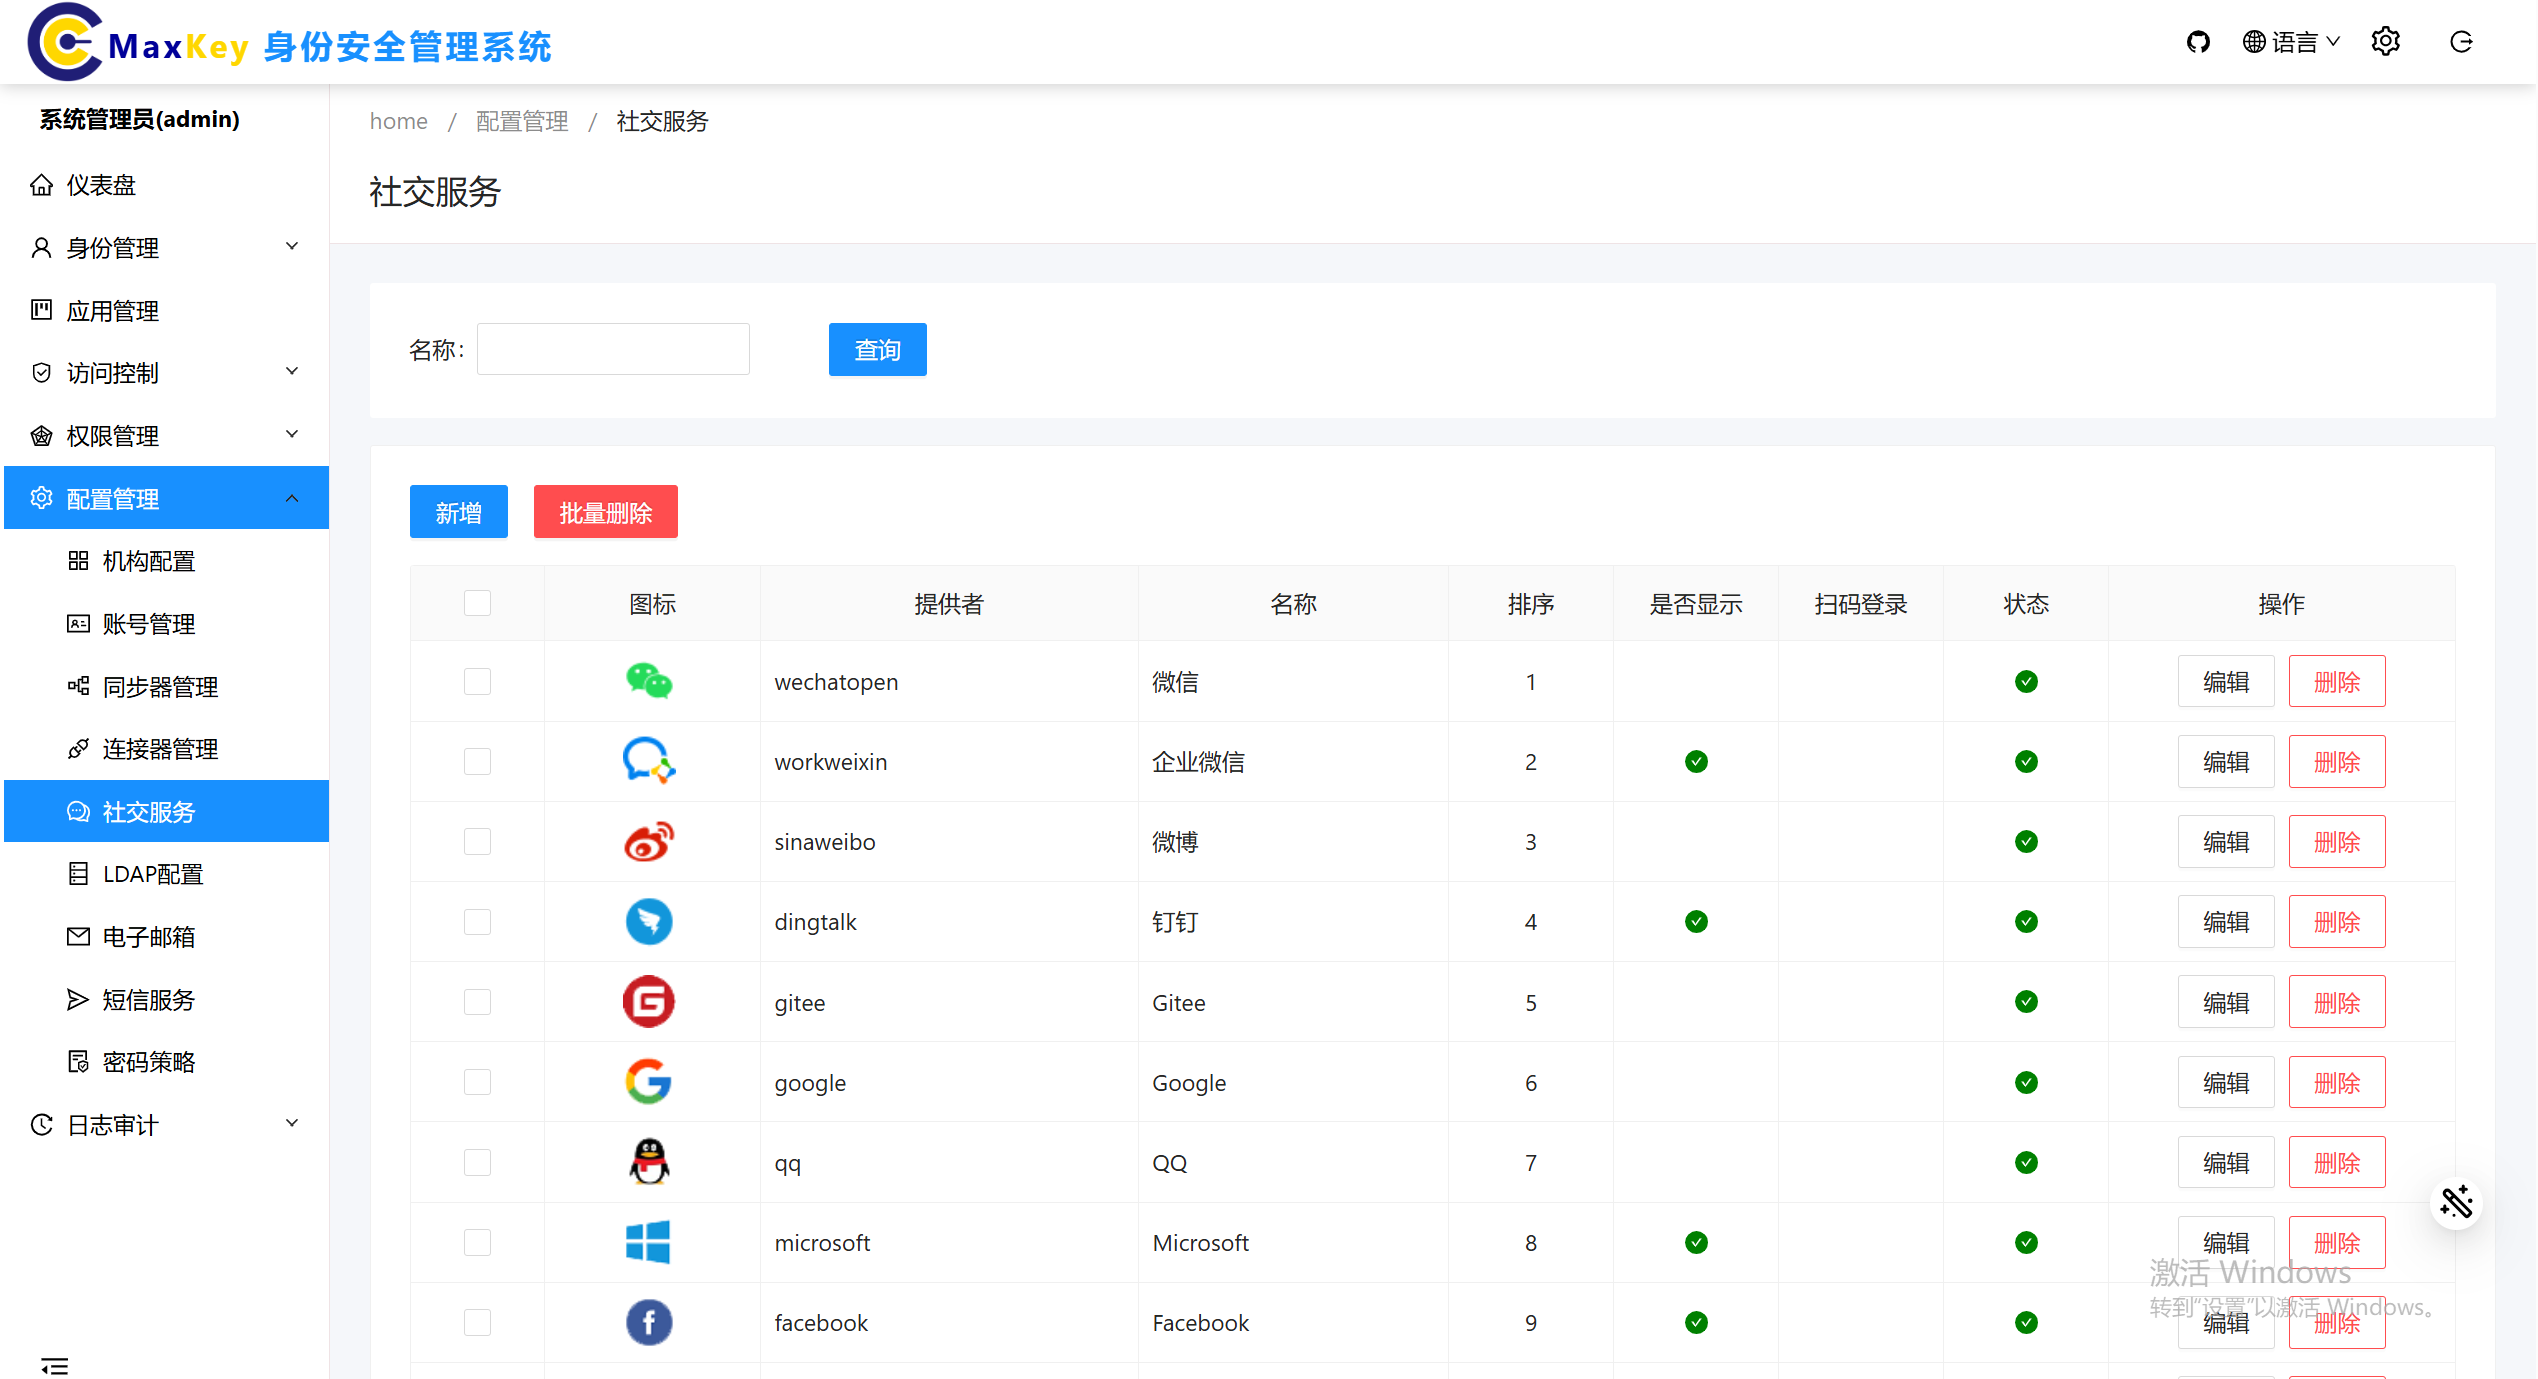 MaxKey 身份安全管理系统
语言
系统管理员(admin)
仪表盘
身份管理
应用管理
访问控制
权限管理
配置管理
机构配置
账号管理
同步器管理
连接器管理
社交服务
LDAP配置
电子邮箱
短信服务
密码策略
日志审计
home / 配置管理 / 社交服务
社交服务
名称: 查询
新增 批量删除
图标 提供者 名称 排序 是否显示 扫码登录 状态 操作
wechatopen 微信 1 编辑 删除
workweixin 企业微信 2 编辑 删除
sinaweibo 微博 3 编辑 删除
dingtalk 钉钉 4 编辑 删除
gitee Gitee 5 编辑 删除
google Google 6 编辑 删除
qq QQ 7 编辑 删除
microsoft Microsoft 8 编辑 删除
facebook Facebook 9 编辑 删除
激活 Windows
转到"设置"以激活 Windows。